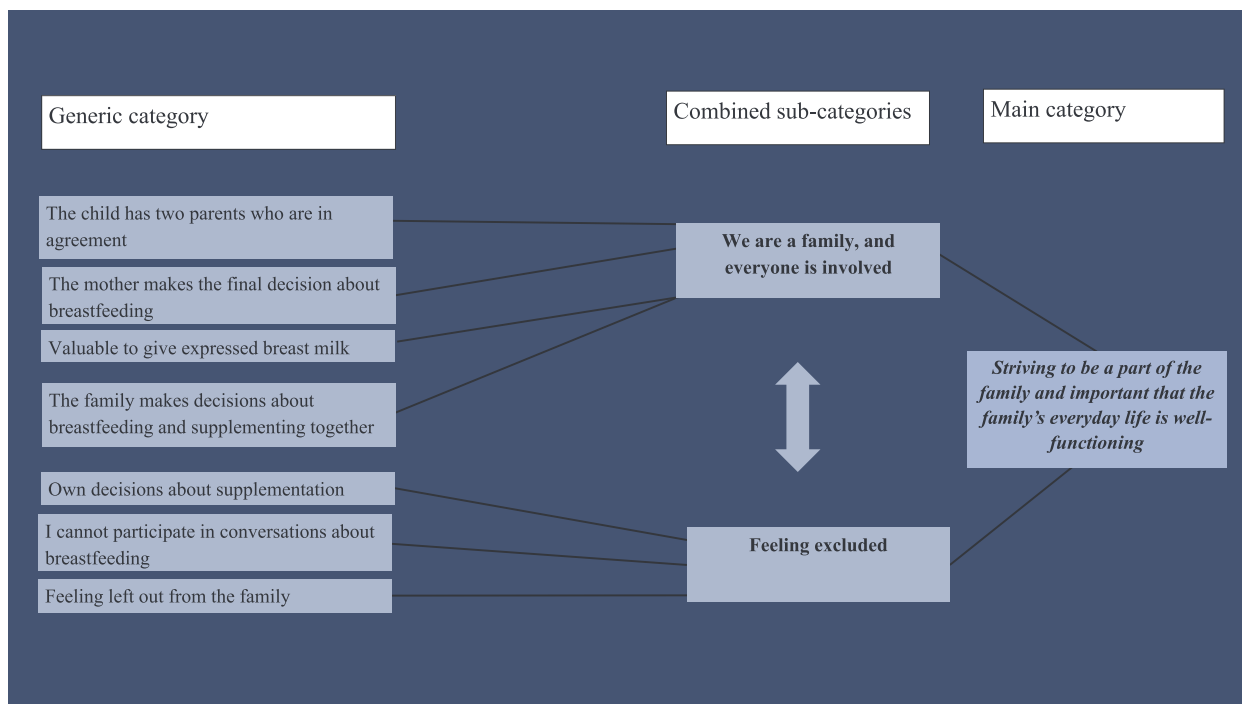 Generic category
Combined sub-categories
Main category
The child has two parents who are in
agreement
The mother makes the final decision about
breastfeeding
Valuable to give expressed breast milk
The family makes decisions about
breastfeeding and supplementing together
Own decisions about supplementation
I cannot participate in conversations about
breastfeeding
Feeling left out from the family
We are a family, and
everyone is involved
Feeling excluded
Striving to be a part of the
family and important that the
family’s everyday life is well-
functioning